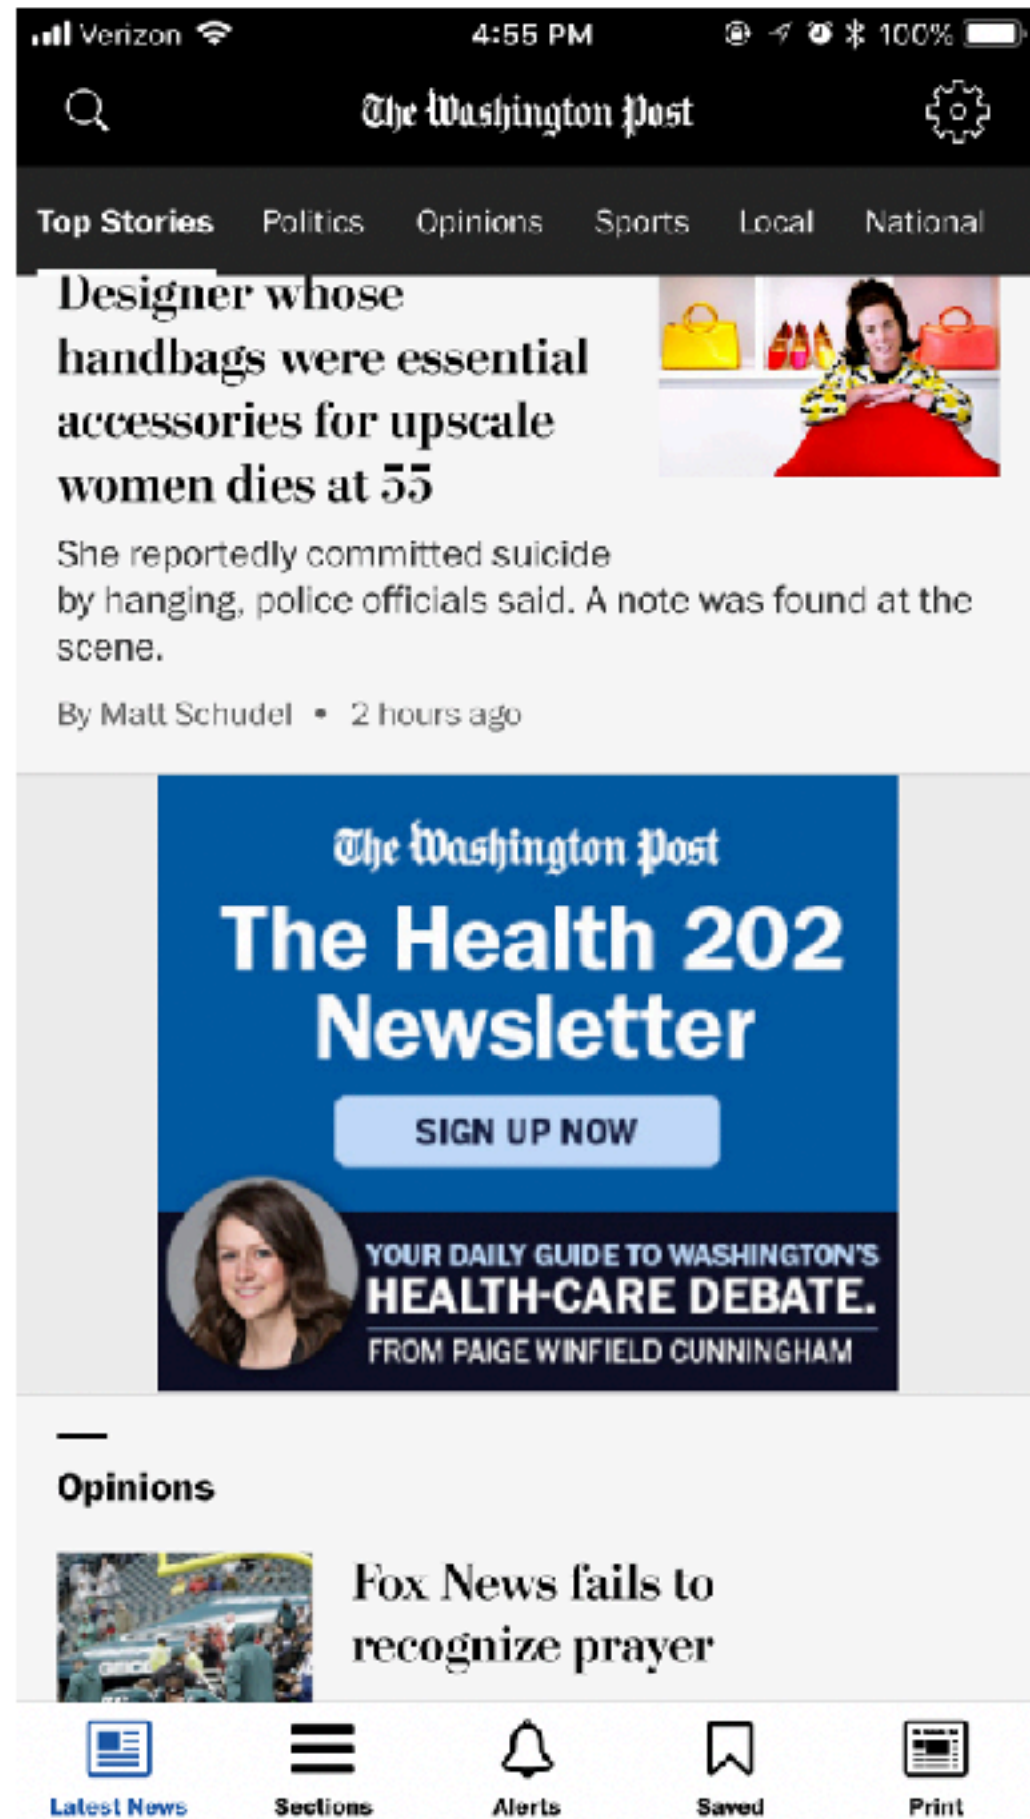 Verizon 4:55 PM 100%
The Washington Post
Top Stories Politics Opinions Sports Local National
Designer whose
handbags were essential
accessories for upscale
women dies at 55
She reportedly committed suicide
by hanging, police officials said. A note was found at the
scene.
By Matt Schudel • 2 hours ago
The Washington Post
The Health 202
Newsletter
SIGN UP NOW
YOUR DAILY GUIDE TO WASHINGTON'S
HEALTH-CARE DEBATE.
FROM PAIGE WINFIELD CUNNINGHAM
Opinions
GEICO
Fox News fails to
recognize prayer
Latest News Sections Alerts Saved Print